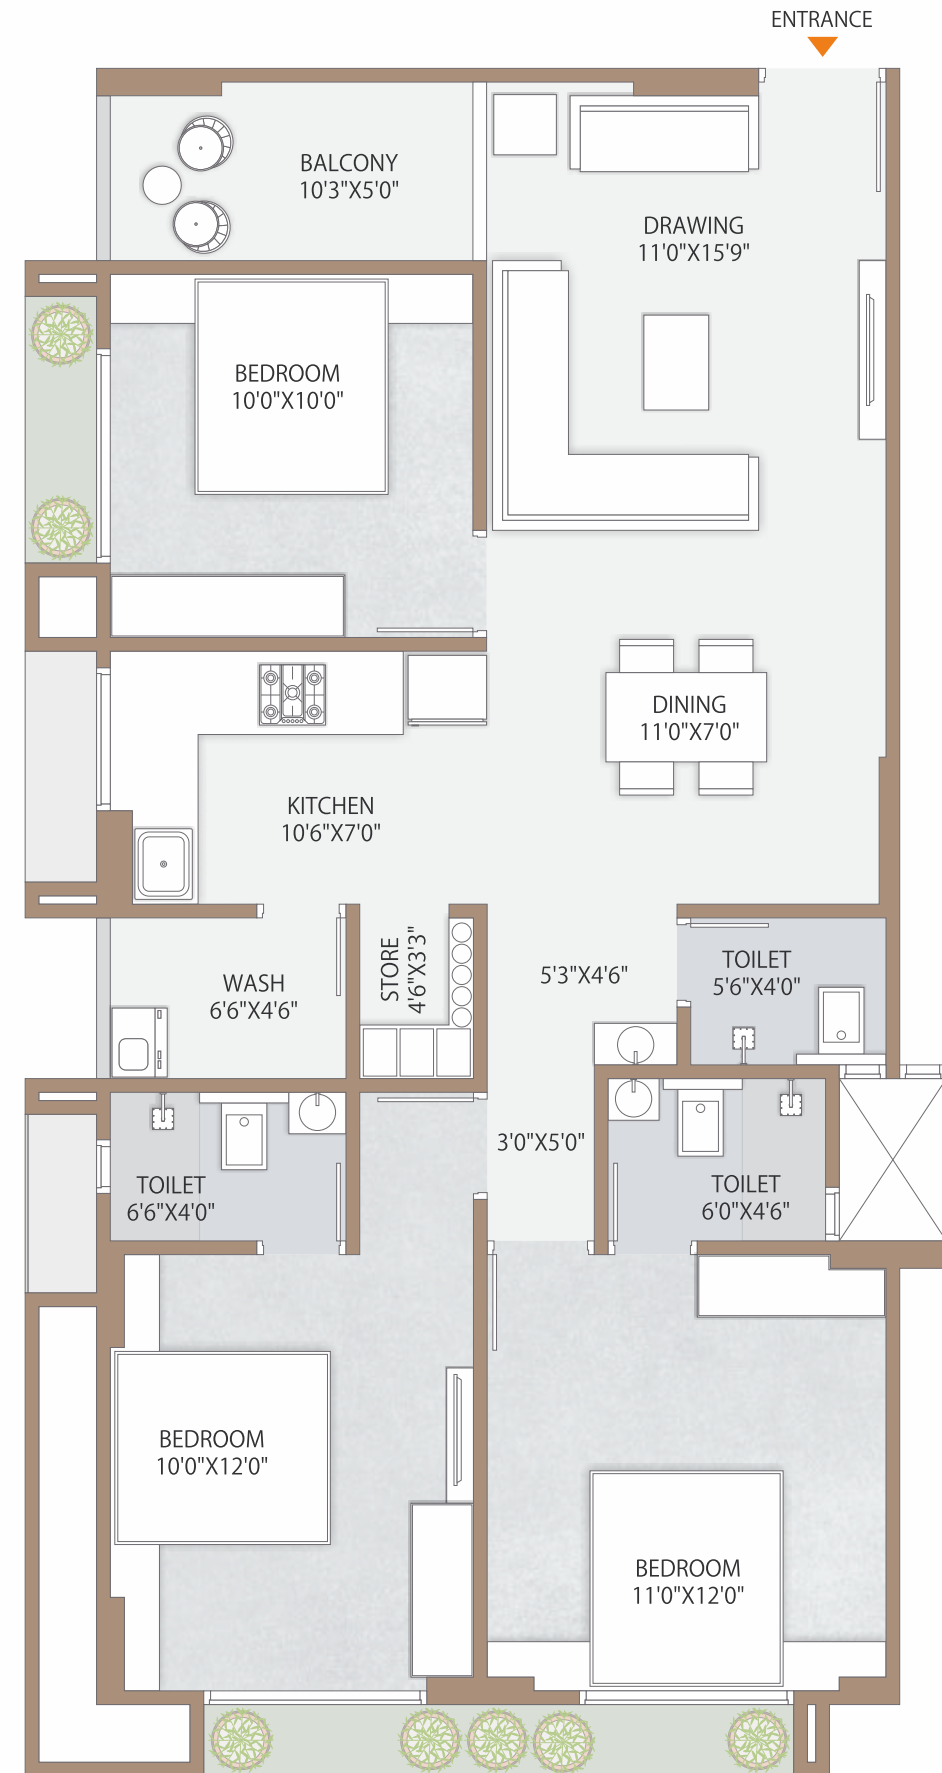 ENTRANCE
BALCONY
10'3"X5'0"
DRAWING
11'0"X15'9"
BEDROOM
10'0"X10'0"
DINING
11'0"X7'0"
KITCHEN
10'6"X7'0"
STORE
4'6"X3'3"
WASH
6'6"X4'6"
5'3"X4'6"
TOILET
5'6"X4'0"
3'0"X5'0"
TOILET
6'6"X4'0"
TOILET
6'0"X4'6"
BEDROOM
10'0"X12'0"
BEDROOM
11'0"X12'0"